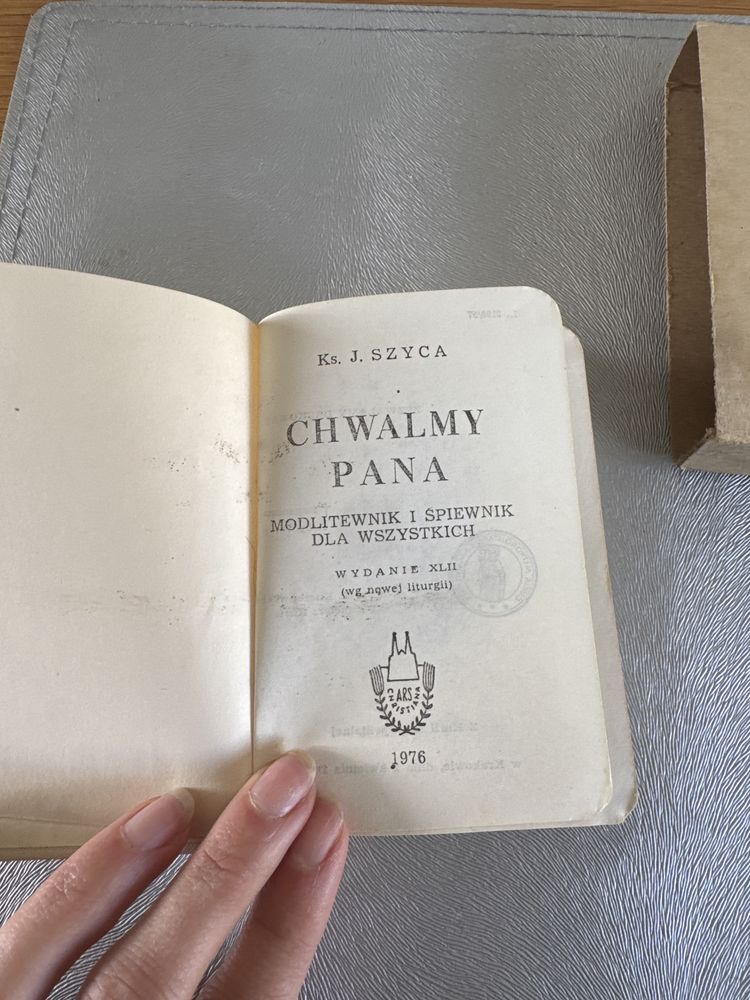 Ks. J. SZYCA
CHWALMY
PANA
MODLITEWNIK I ŚPIEWNIK
DLA WSZYSTKICH
WYDANIE XLII
(wg nowej liturgii)
ARS
CHRISTIANA
1976